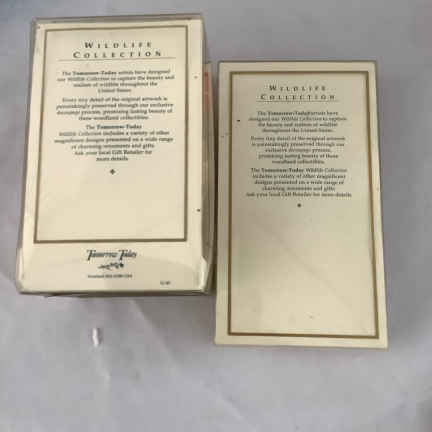 WILDLIFE
COLLECTION
The Tomorrow-Today artists have designed
our Wildlife Collection to capture the beauty and
realism of wildlife throughout the
United States.
Every tiny detail of the original artwork is
painstakingly preserved through our exclusive
process, promising lasting beauty of
these woodland collectibles.
The Tomorrow-Today
Wildlife Collection includes a variety of other
magnificent designs presented on a wide range
of charming ornaments and gifts.
Ask your local Gift Retailer for
more details.
Tomorrow Today
WILDLIFE
COLLECTION
The Tomorrow-Today artists have
designed our Wildlife Collection to capture
the beauty and realism of wildlife
throughout the United States.
Every tiny detail of the original artwork
is painstakingly preserved through our
exclusive process,
promising lasting beauty of these
woodland collectibles.
The Tomorrow-Today Wildlife Collection
includes a variety of other magnificent
designs presented on a wide range of
charming ornaments and gifts.
Ask your local Gift Retailer for more details.